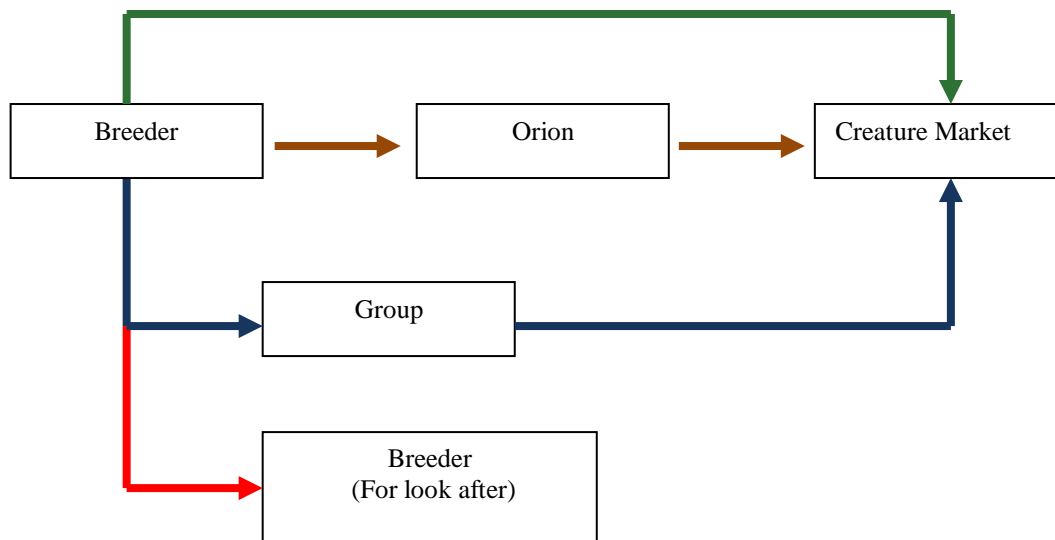 Breeder
Orion
Creature Market
Group
Breeder
(For look after)